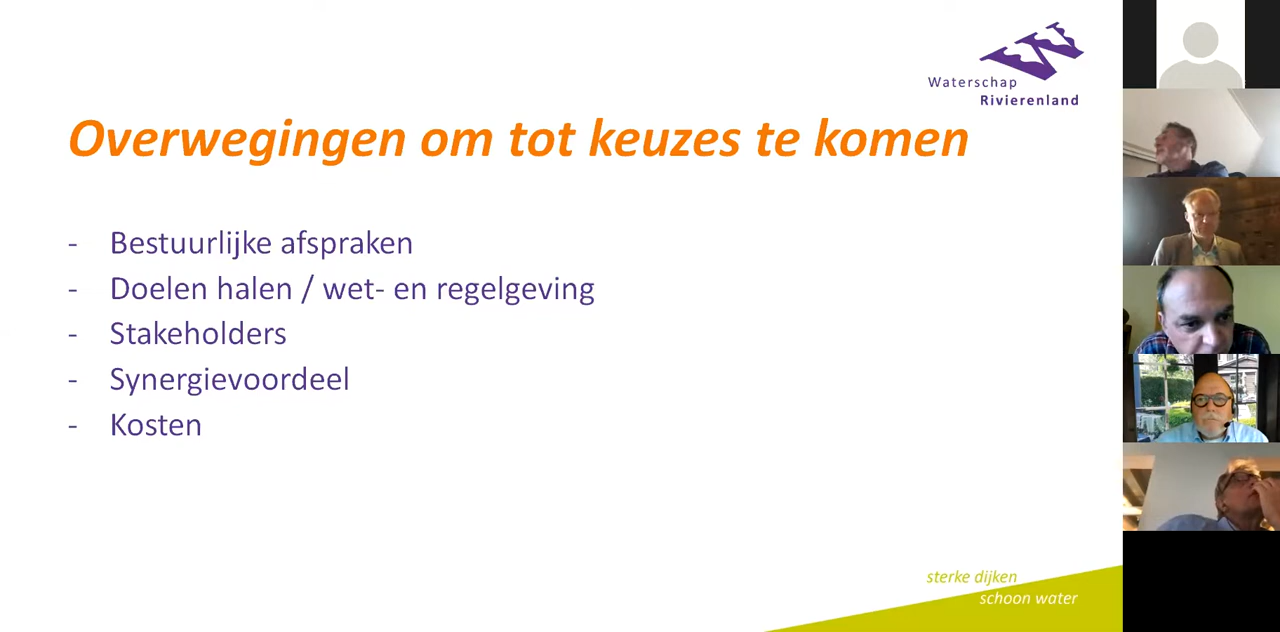 Waterschap
Rivierenland
Overwegingen om tot keuzes te komen
- Bestuurlijke afspraken
- Doelen halen / wet- en regelgeving
- Stakeholders
- Synergievoordeel
- Kosten
sterke dijken
schoon water